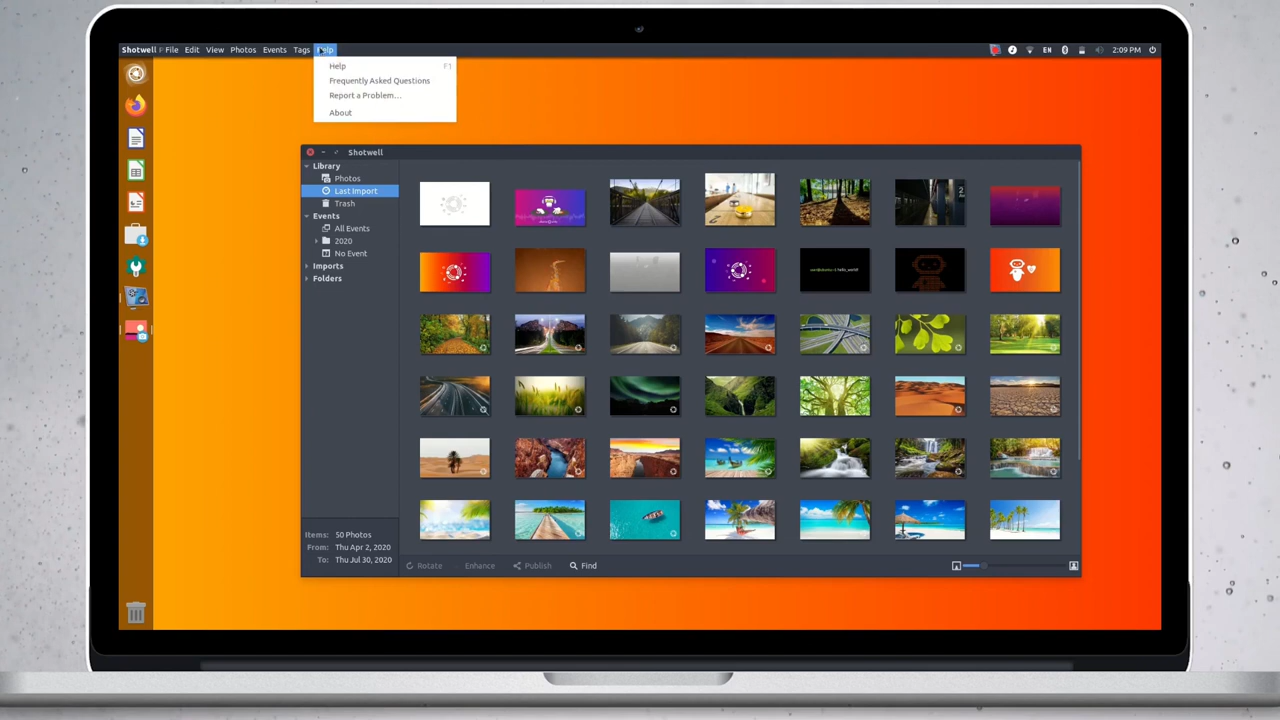 Shotwell P File Edit View Photos Events Tags Help
EN 2:09 PM
Help F1
Frequently Asked Questions
Report a Problem...
About
Shotwell
Library
Photos
Last Import
Trash
Events
All Events
2020
No Event
Imports
Folders
2
Items: 50 Photos
From: Thu Apr 2, 2020
To: Thu Jul 30, 2020
Rotate Enhance Publish Find